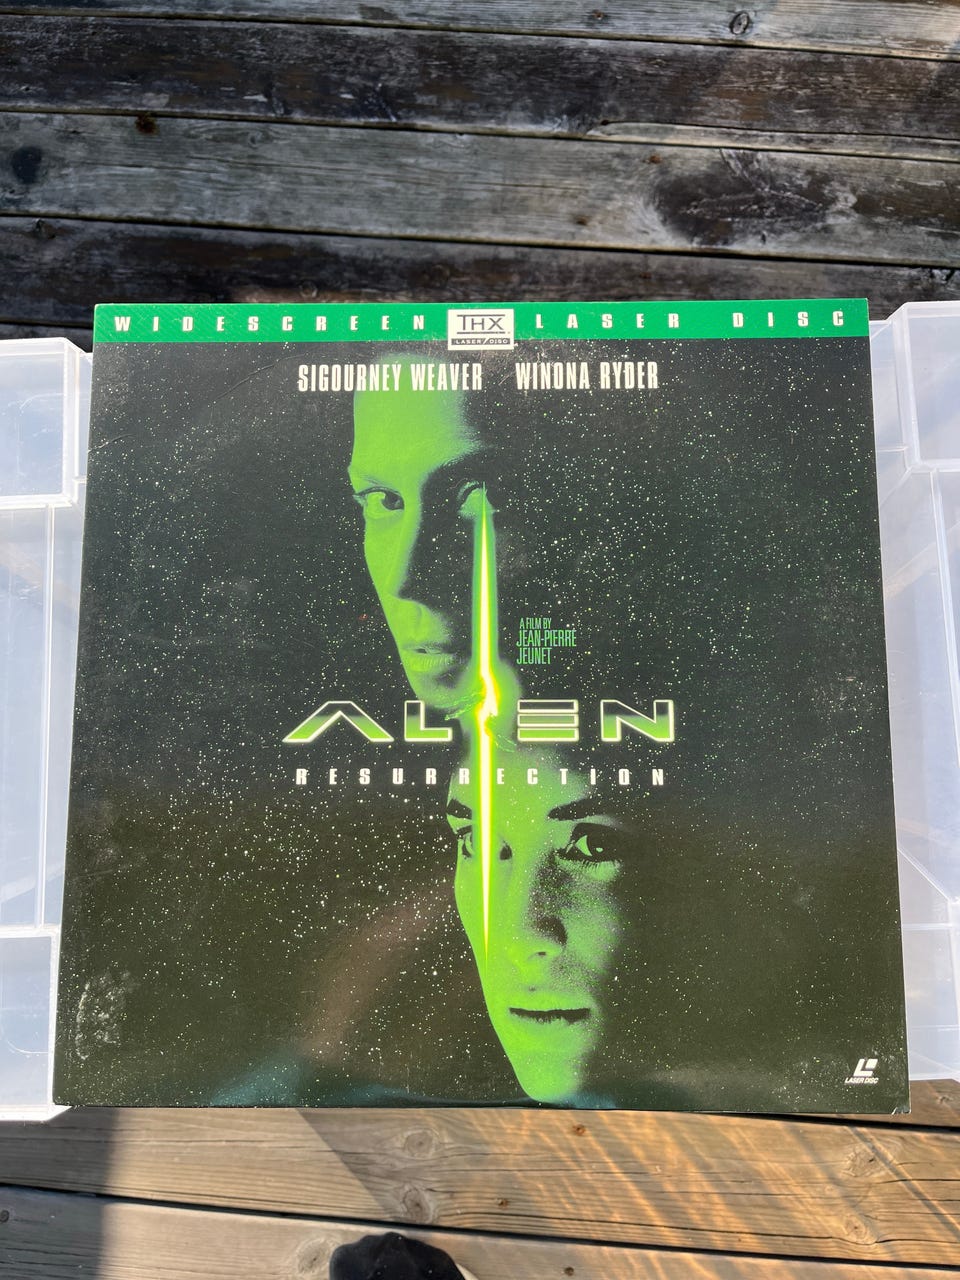 WIDESCREEN THX LASER DISC
LASER DISC
SIGOURNEY WEAVER WINONA RYDER
A FILM BY
JEAN-PIERRE
JEUNET
ALIEN
RESURRECTION
LASER DISC